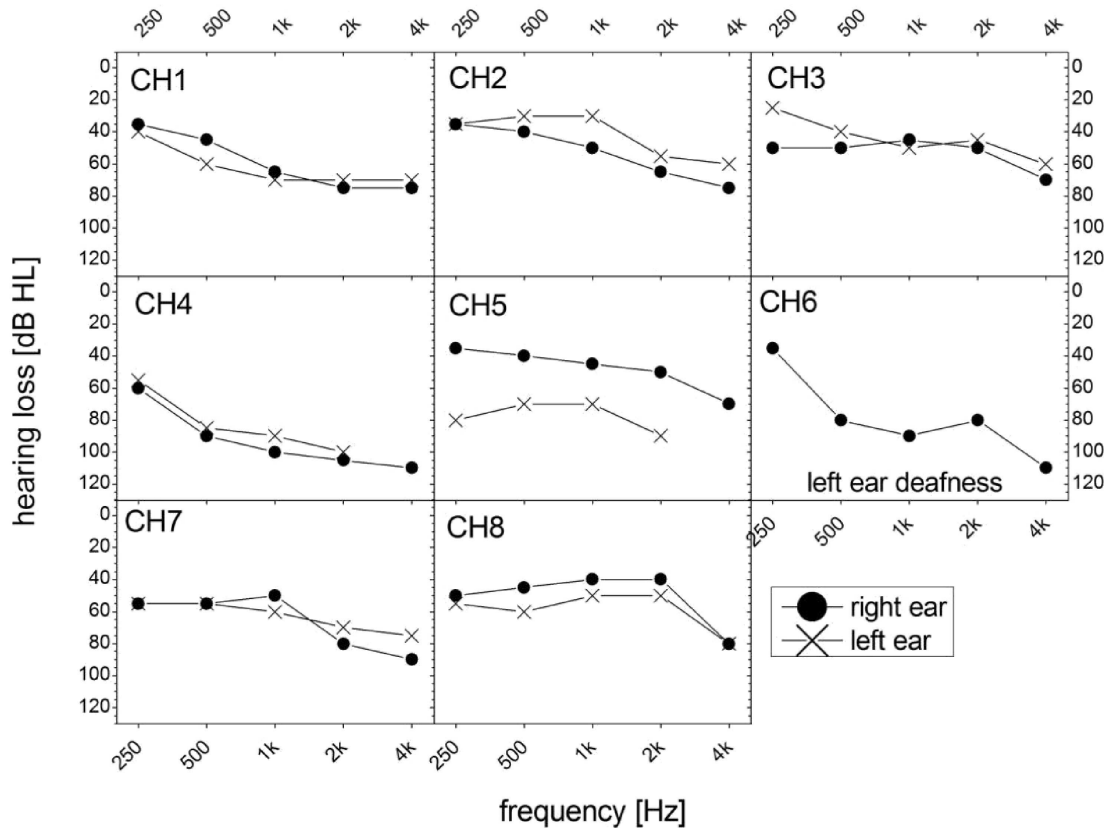 250 500 1k 2k 4k 250 500 1k 2k 4k 250 500 1k 2k 4k
CH1 CH2 CH3
0 0
20 20
40 40
60 60
80 80
100 100
120 120
CH4 CH5 CH6
0 0
20 20
40 40
60 60
80 80
100 100
120 120
left ear deafness
CH7 CH8
0
20
40
60
80
100
120
250 500 1k 2k 4k
right ear
left ear
250 500 1k 2k 4k 250 500 1k 2k 4k
hearing loss [dB HL]
frequency [Hz]